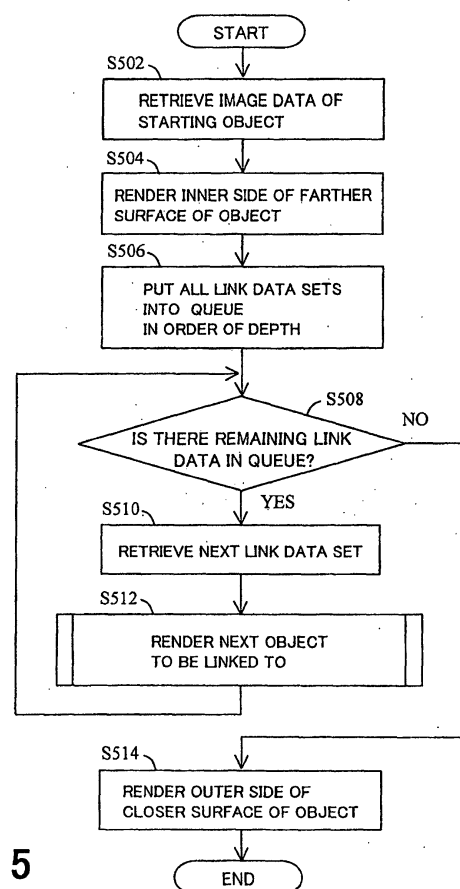 START
S502
RETRIEVE IMAGE DATA OF
STARTING OBJECT
S504
RENDER INNER SIDE OF FARTHER
SURFACE OF OBJECT
S506
PUT ALL LINK DATA SETS
INTO QUEUE
IN ORDER OF DEPTH
S508
NO
IS THERE REMAINING LINK
DATA IN QUEUE?
YES
S510
RETRIEVE NEXT LINK DATA SET
S512
RENDER NEXT OBJECT
TO BE LINKED TO
S514
RENDER OUTER SIDE OF
CLOSER SURFACE OF OBJECT
5
END